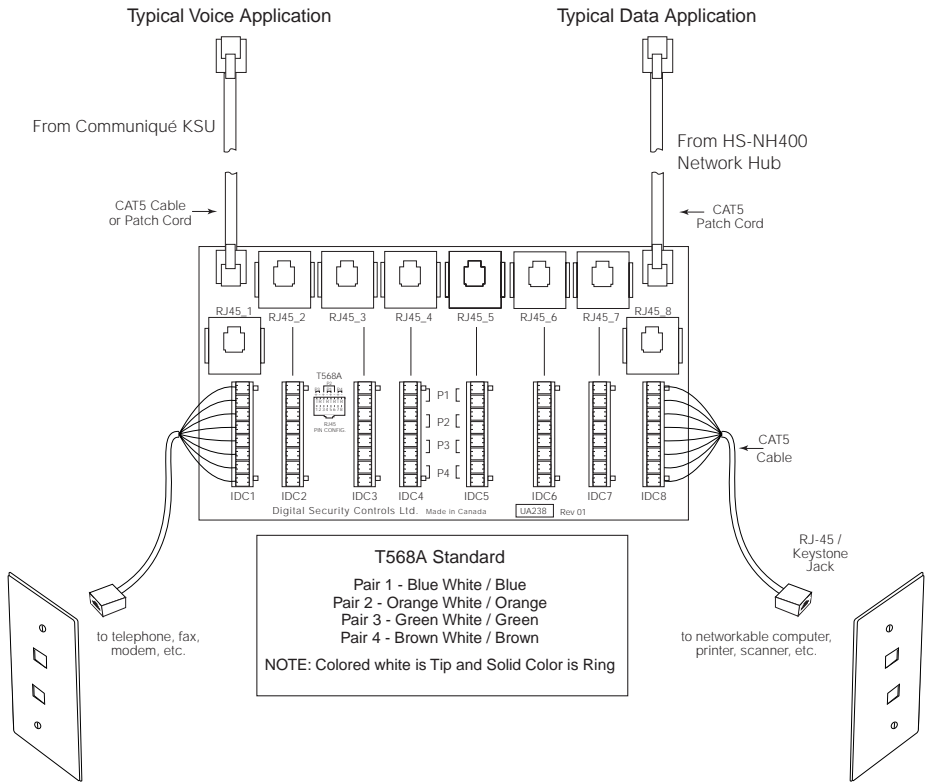 Typical Voice Application
Typical Data Application
From Communiqué KSU
From HS-NH400
Network Hub
CAT5 Cable
or Patch Cord
CAT5
Patch Cord
RJ45_1
RJ45_2
RJ45_3
RJ45_4
RJ45_5
RJ45_6
RJ45_7
RJ45_8
T568A
RJ45
PIN CONFIG.
P1
P2
P3
P4
CAT5
Cable
IDC1
IDC2
IDC3
IDC4
IDC5
IDC6
IDC7
IDC8
Digital Security Controls Ltd. Made in Canada UA238 Rev 01
RJ-45 /
Keystone
Jack
T568A Standard
Pair 1 - Blue White / Blue
Pair 2 - Orange White / Orange
Pair 3 - Green White / Green
Pair 4 - Brown White / Brown
NOTE: Colored white is Tip and Solid Color is Ring
to telephone, fax,
modem, etc.
to networkable computer,
printer, scanner, etc.